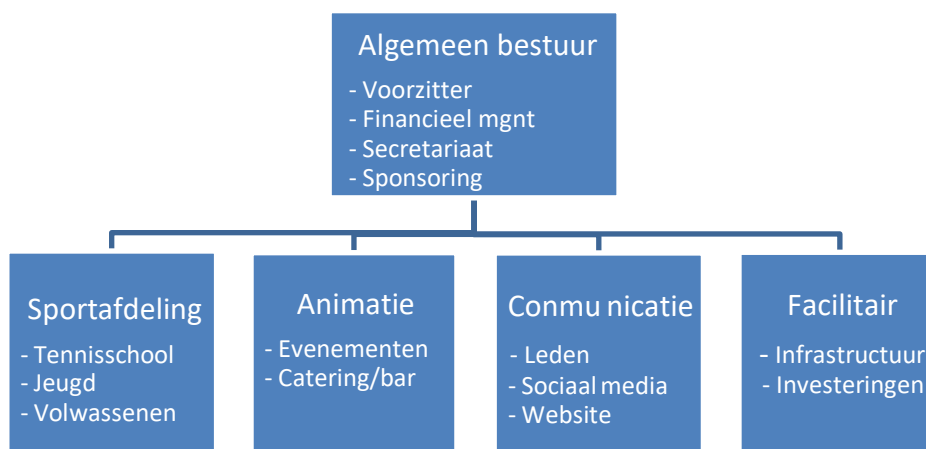 Algemeen bestuur
- Voorzitter
- Financieel mgnt
- Secretariaat
- Sponsoring
Sportafdeling
- Tennisschool
- Jeugd
- Volwassenen
Animatie
- Evenementen
- Catering/bar
Conmu nicatie
- Leden
- Sociaal media
- Website
Facilitair
- Infrastructuur
- Investeringen